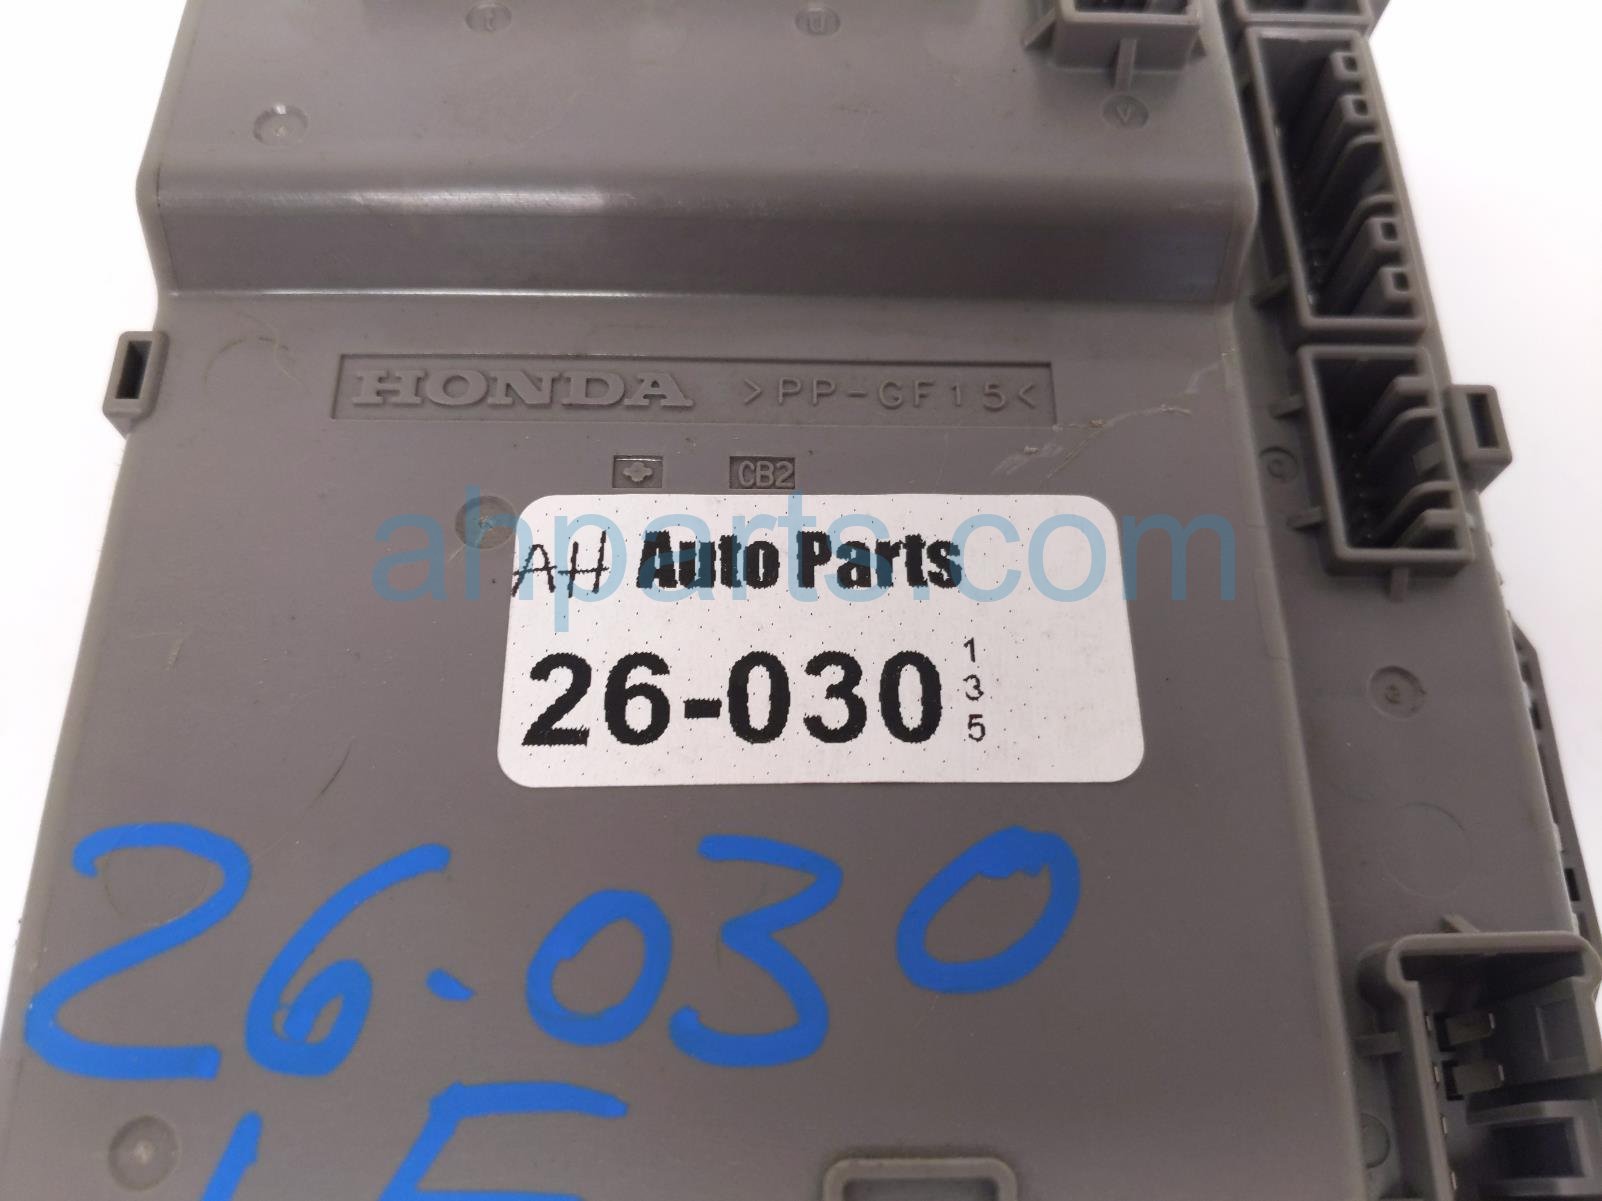 HONDA >PP-GF15<
CB2
AH Auto Parts
ahparts.com
26-030
1
3
5
26-030